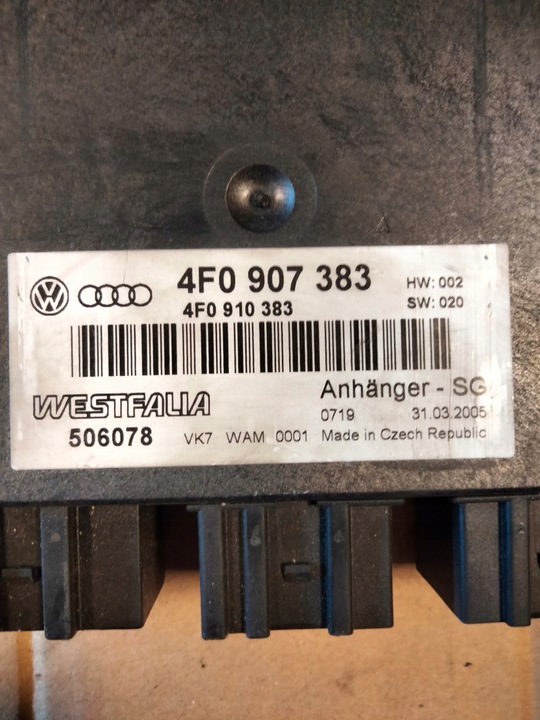 4F0 907 383 HW: 002
4F0 910 383 SW: 020
WESTFALIA Anhänger - SG
0719 31.03.2005
506078 VK7 WAM 0001 Made in Czech Republic